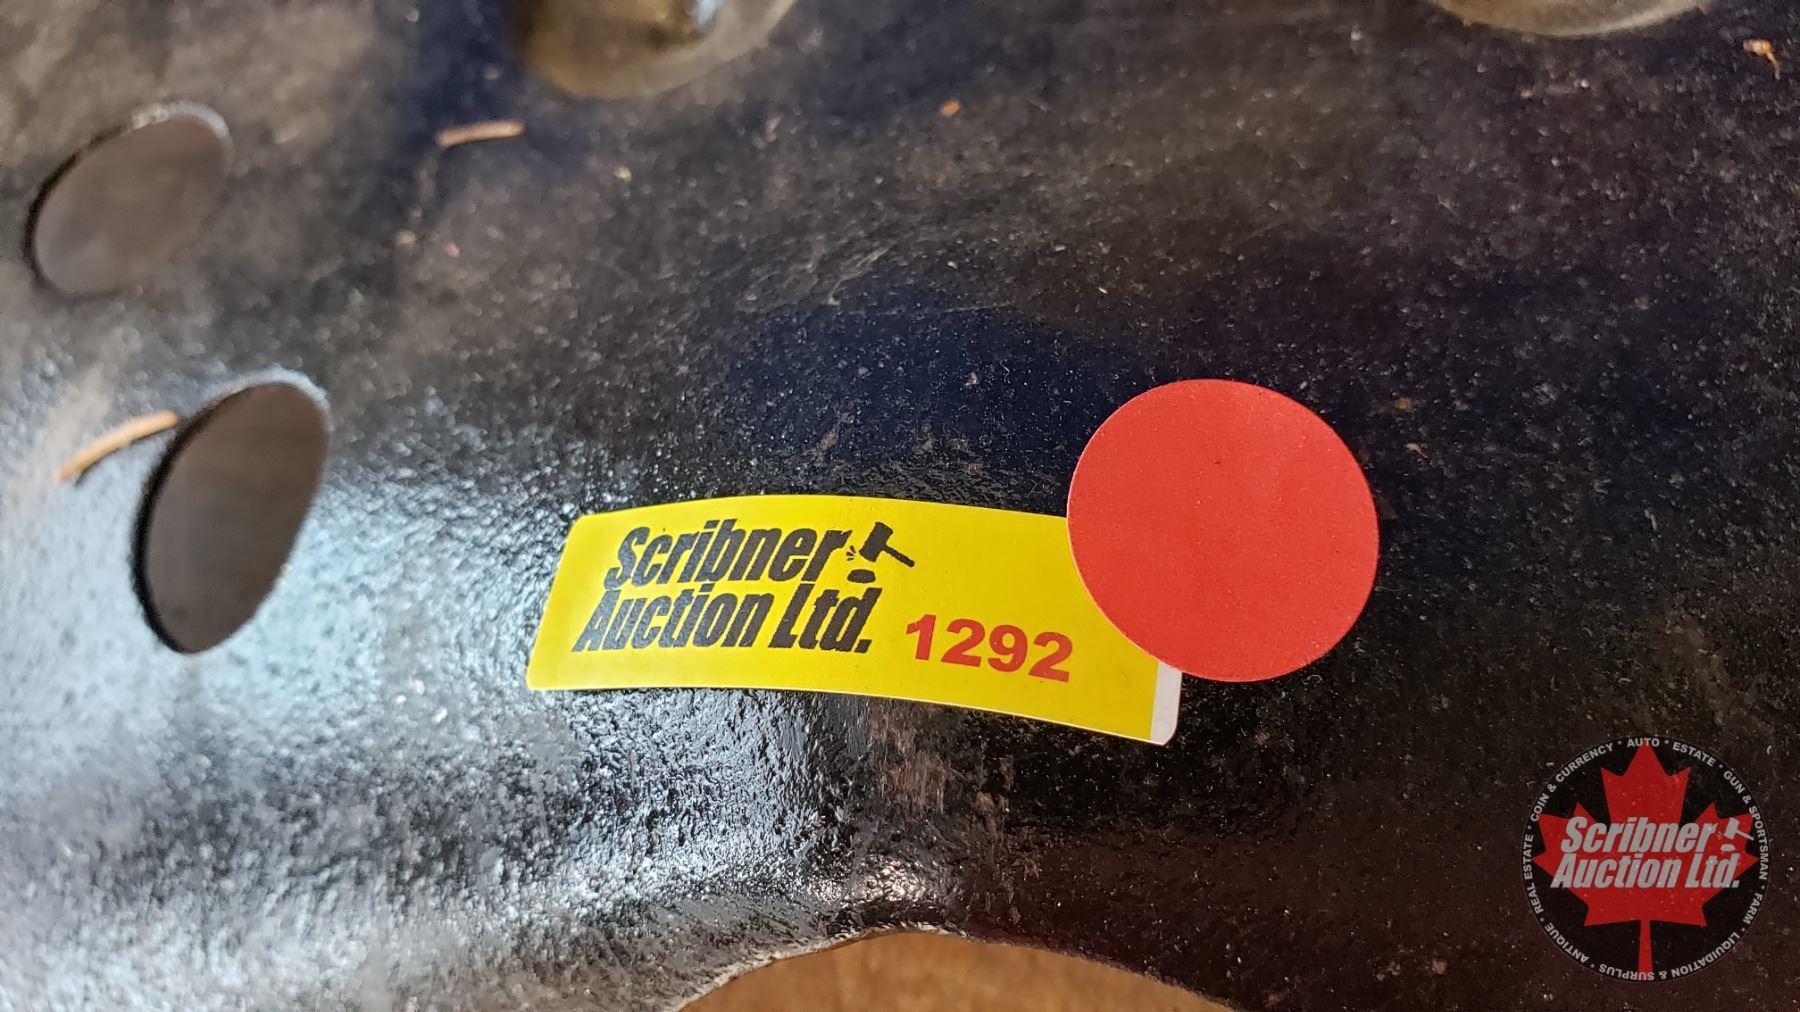 Scribner
Auction Ltd. 1292
Scribner
Auction Ltd.
ANTIQUE • REAL ESTATE • COIN & CURRENCY • AUTO • ESTATE • GUN & SPORTSMAN • FARM • LIQUIDATION & SURPLUS •